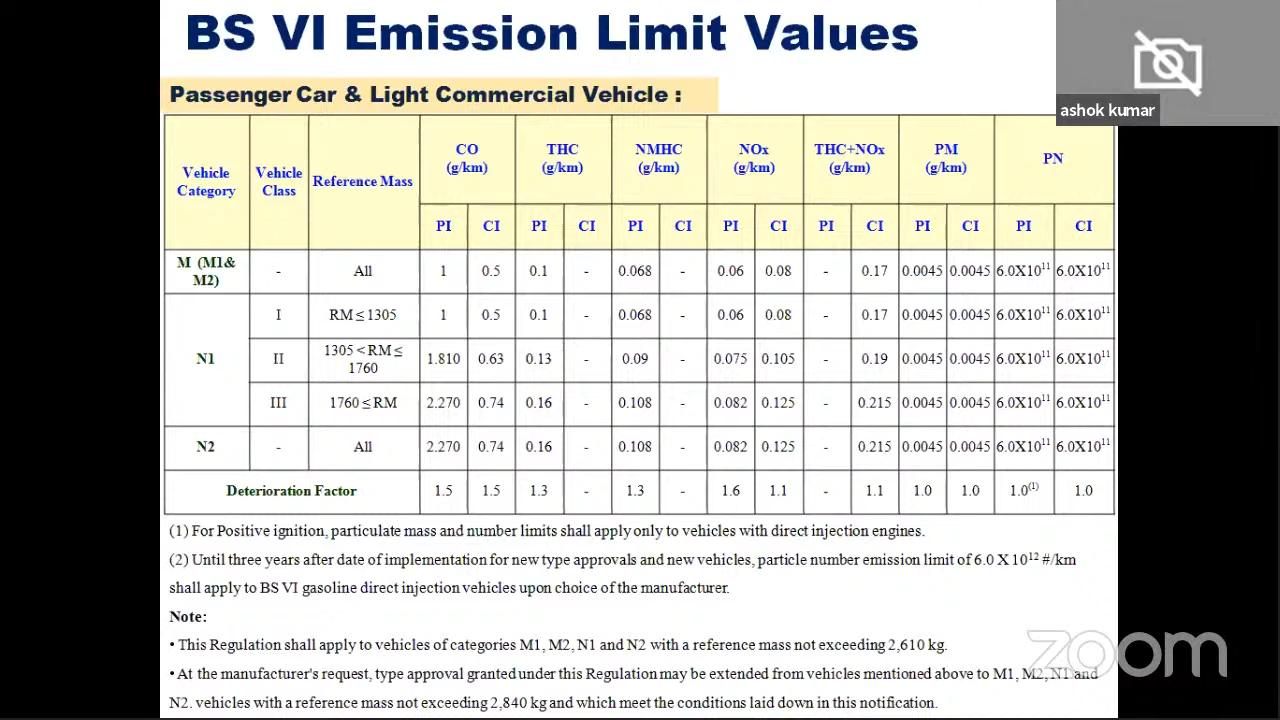 BS VI Emission Limit Values
ashok kumar
Passenger Car & Light Commercial Vehicle :
Vehicle Category Vehicle Class Reference Mass CO (g/km) THC (g/km) NMHC (g/km) NOx (g/km) THC+NOx (g/km) PM (g/km) PN
PI CI PI CI PI CI PI CI PI CI PI CI PI CI
M (M1& M2) - All 1 0.5 0.1 - 0.068 - 0.06 0.08 - 0.17 0.0045 0.0045 6.0X10¹¹ 6.0X10¹¹
N1 I RM ≤ 1305 1 0.5 0.1 - 0.068 - 0.06 0.08 - 0.17 0.0045 0.0045 6.0X10¹¹ 6.0X10¹¹
II 1305 < RM ≤ 1760 1.810 0.63 0.13 - 0.09 - 0.075 0.105 - 0.19 0.0045 0.0045 6.0X10¹¹ 6.0X10¹¹
III 1760 ≤ RM 2.270 0.74 0.16 - 0.108 - 0.082 0.125 - 0.215 0.0045 0.0045 6.0X10¹¹ 6.0X10¹¹
N2 - All 2.270 0.74 0.16 - 0.108 - 0.082 0.125 - 0.215 0.0045 0.0045 6.0X10¹¹ 6.0X10¹¹
Deterioration Factor 1.5 1.5 1.3 - 1.3 - 1.6 1.1 - 1.1 1.0 1.0 1.0⁽¹⁾ 1.0
(1) For Positive ignition, particulate mass and number limits shall apply only to vehicles with direct injection engines.
(2) Until three years after date of implementation for new type approvals and new vehicles, particle number emission limit of 6.0 X 10¹² #/km
shall apply to BS VI gasoline direct injection vehicles upon choice of the manufacturer.
Note:
• This Regulation shall apply to vehicles of categories M1, M2, N1 and N2 with a reference mass not exceeding 2,610 kg.
• At the manufacturer's request, type approval granted under this Regulation may be extended from vehicles mentioned above to M1, M2, N1 and
N2. vehicles with a reference mass not exceeding 2,840 kg and which meet the conditions laid down in this notification.
zoom